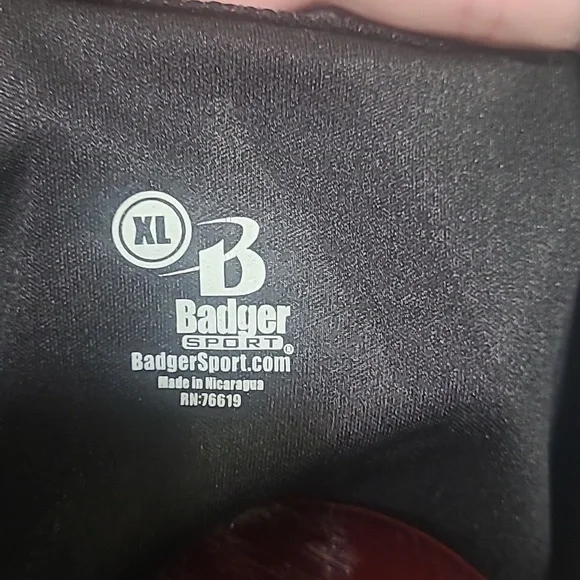 XL
B
Badger
SPORT®
BadgerSport.com
Made in Nicaragua
RN:76619